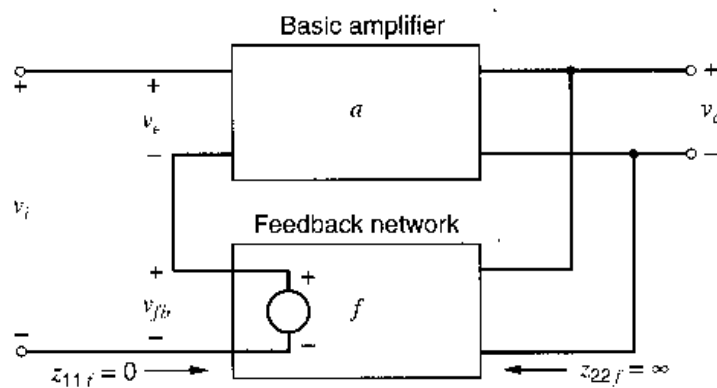 Basic amplifier
+
+
+
a
v_ε
v_o
−
−
v_i
Feedback network
+
+
f
v_fb
−
−
−
z_11f = 0
z_22f = ∞